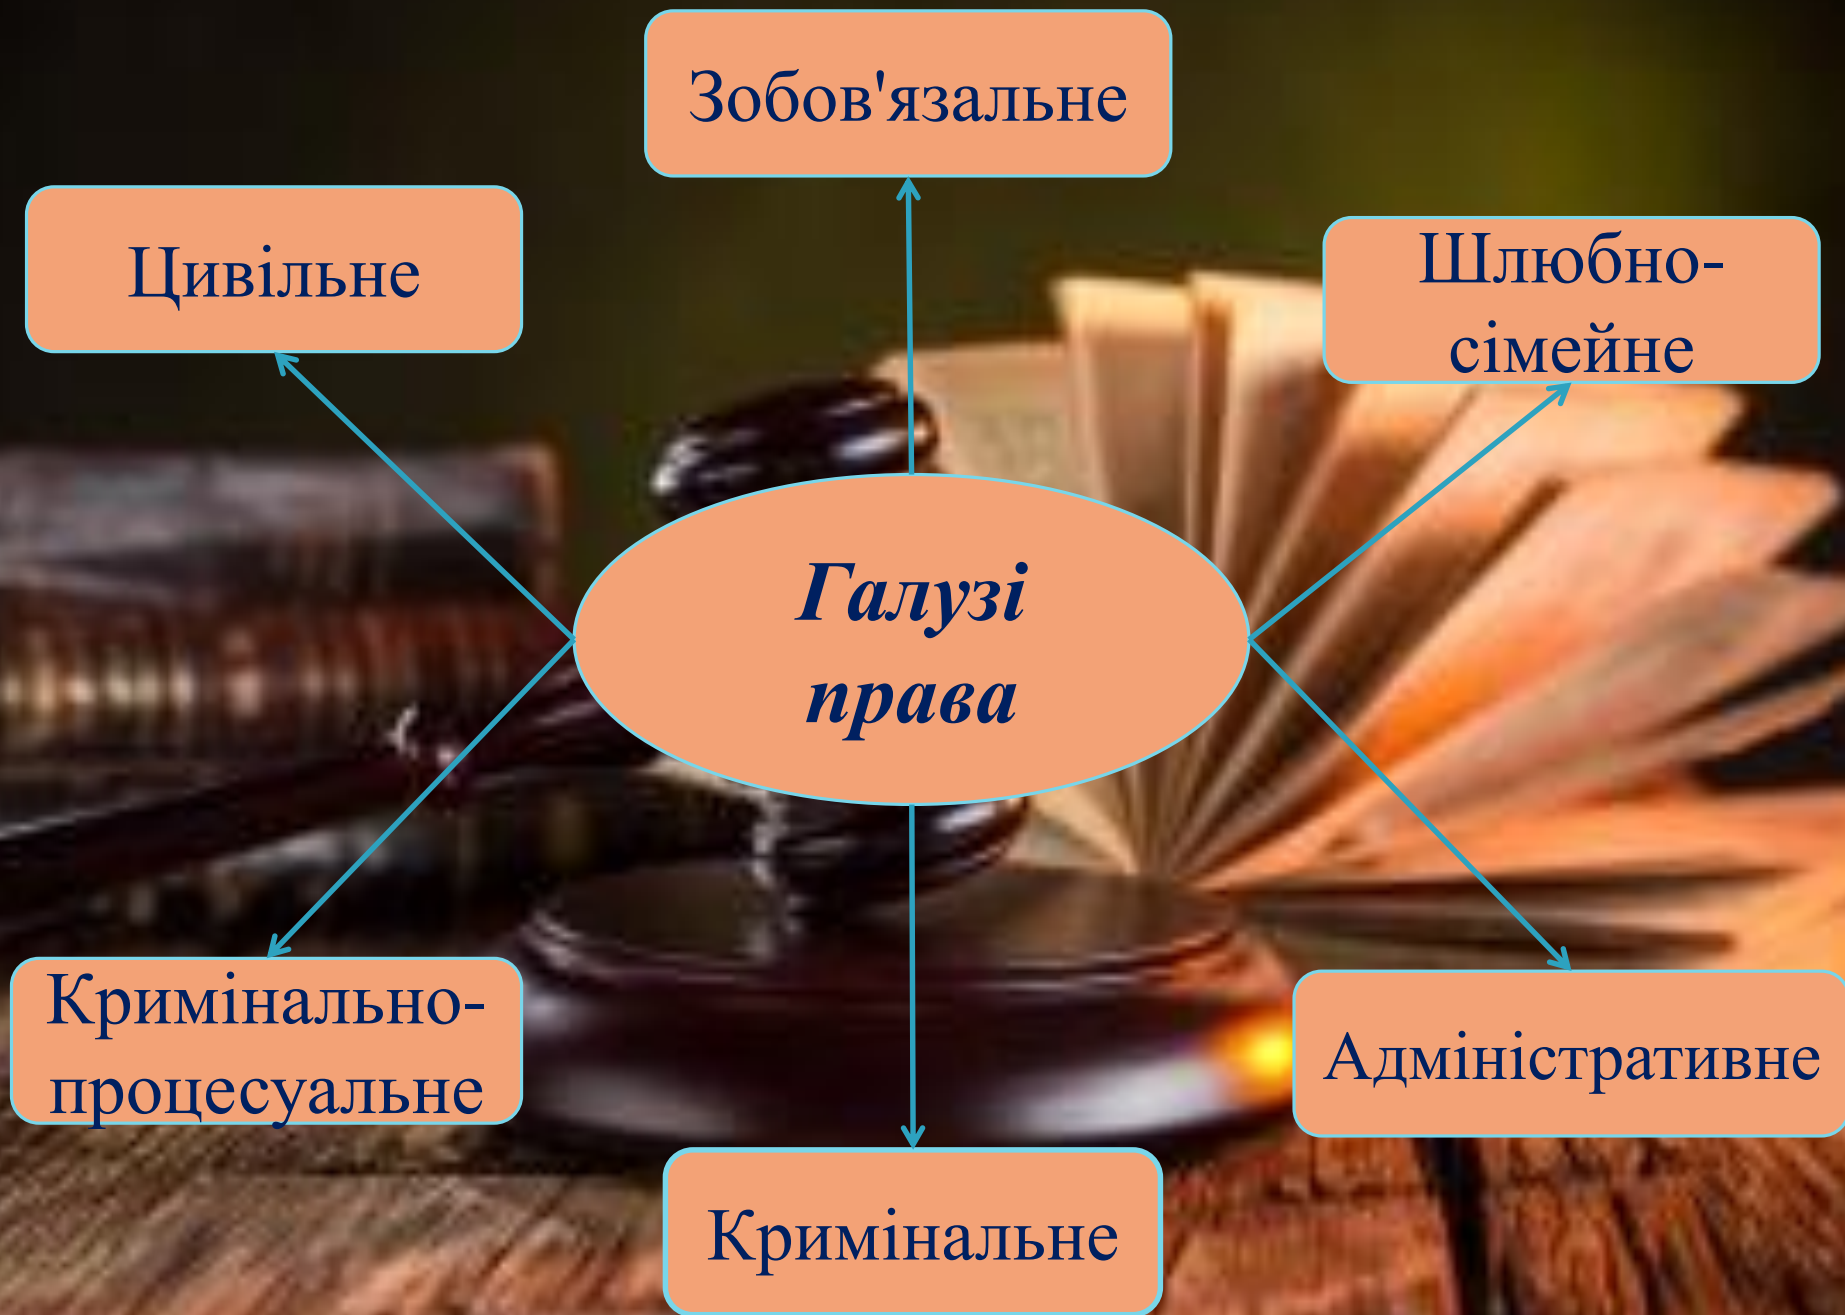 Зобов'язальне
Цивільне
Шлюбно-
сімейне
Галузі
права
Кримінально-
процесуальне
Адміністративне
Кримінальне